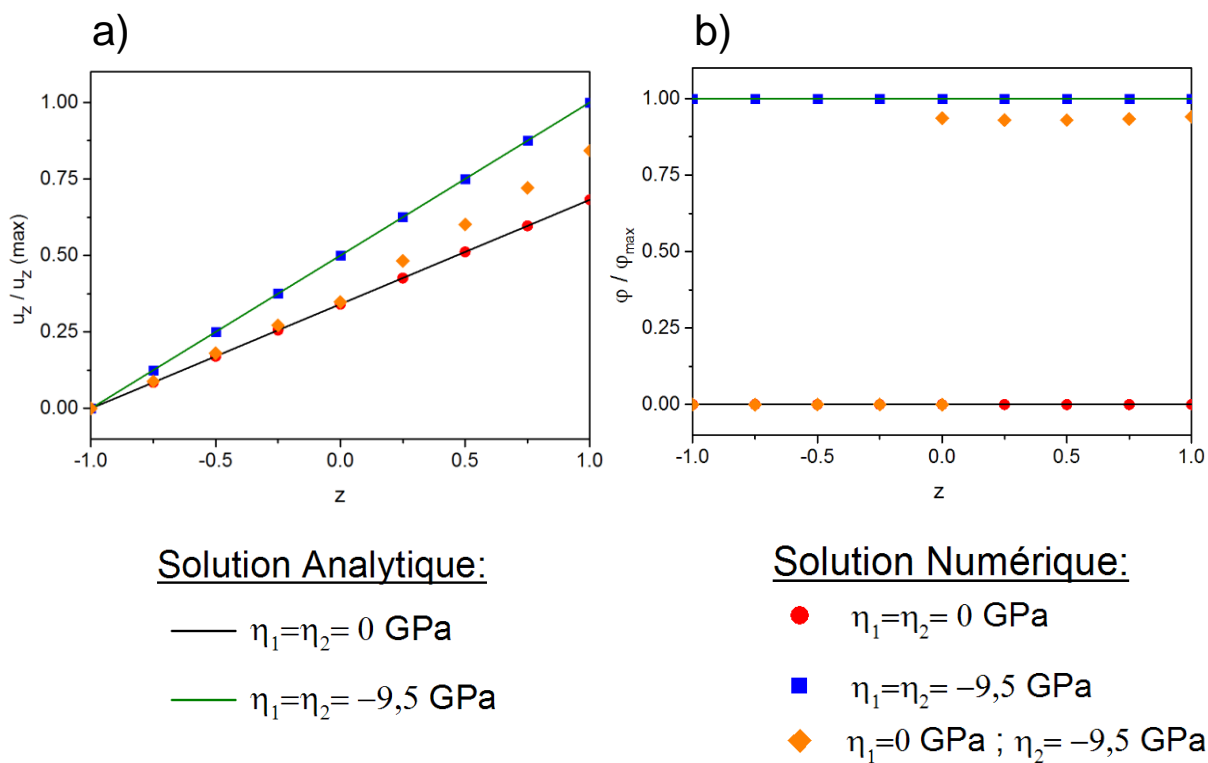 a)
1.00
0.75
0.50
0.25
0.00
u_z / u_z (max)
-1.0 -0.5 0.0 0.5 1.0
z
b)
1.00
0.75
0.50
0.25
0.00
φ / φ_max
-1.0 -0.5 0.0 0.5 1.0
z
Solution Analytique:
η₁=η₂= 0 GPa
η₁=η₂= −9,5 GPa
Solution Numérique:
η₁=η₂= 0 GPa
η₁=η₂= −9,5 GPa
η₁=0 GPa ; η₂= −9,5 GPa